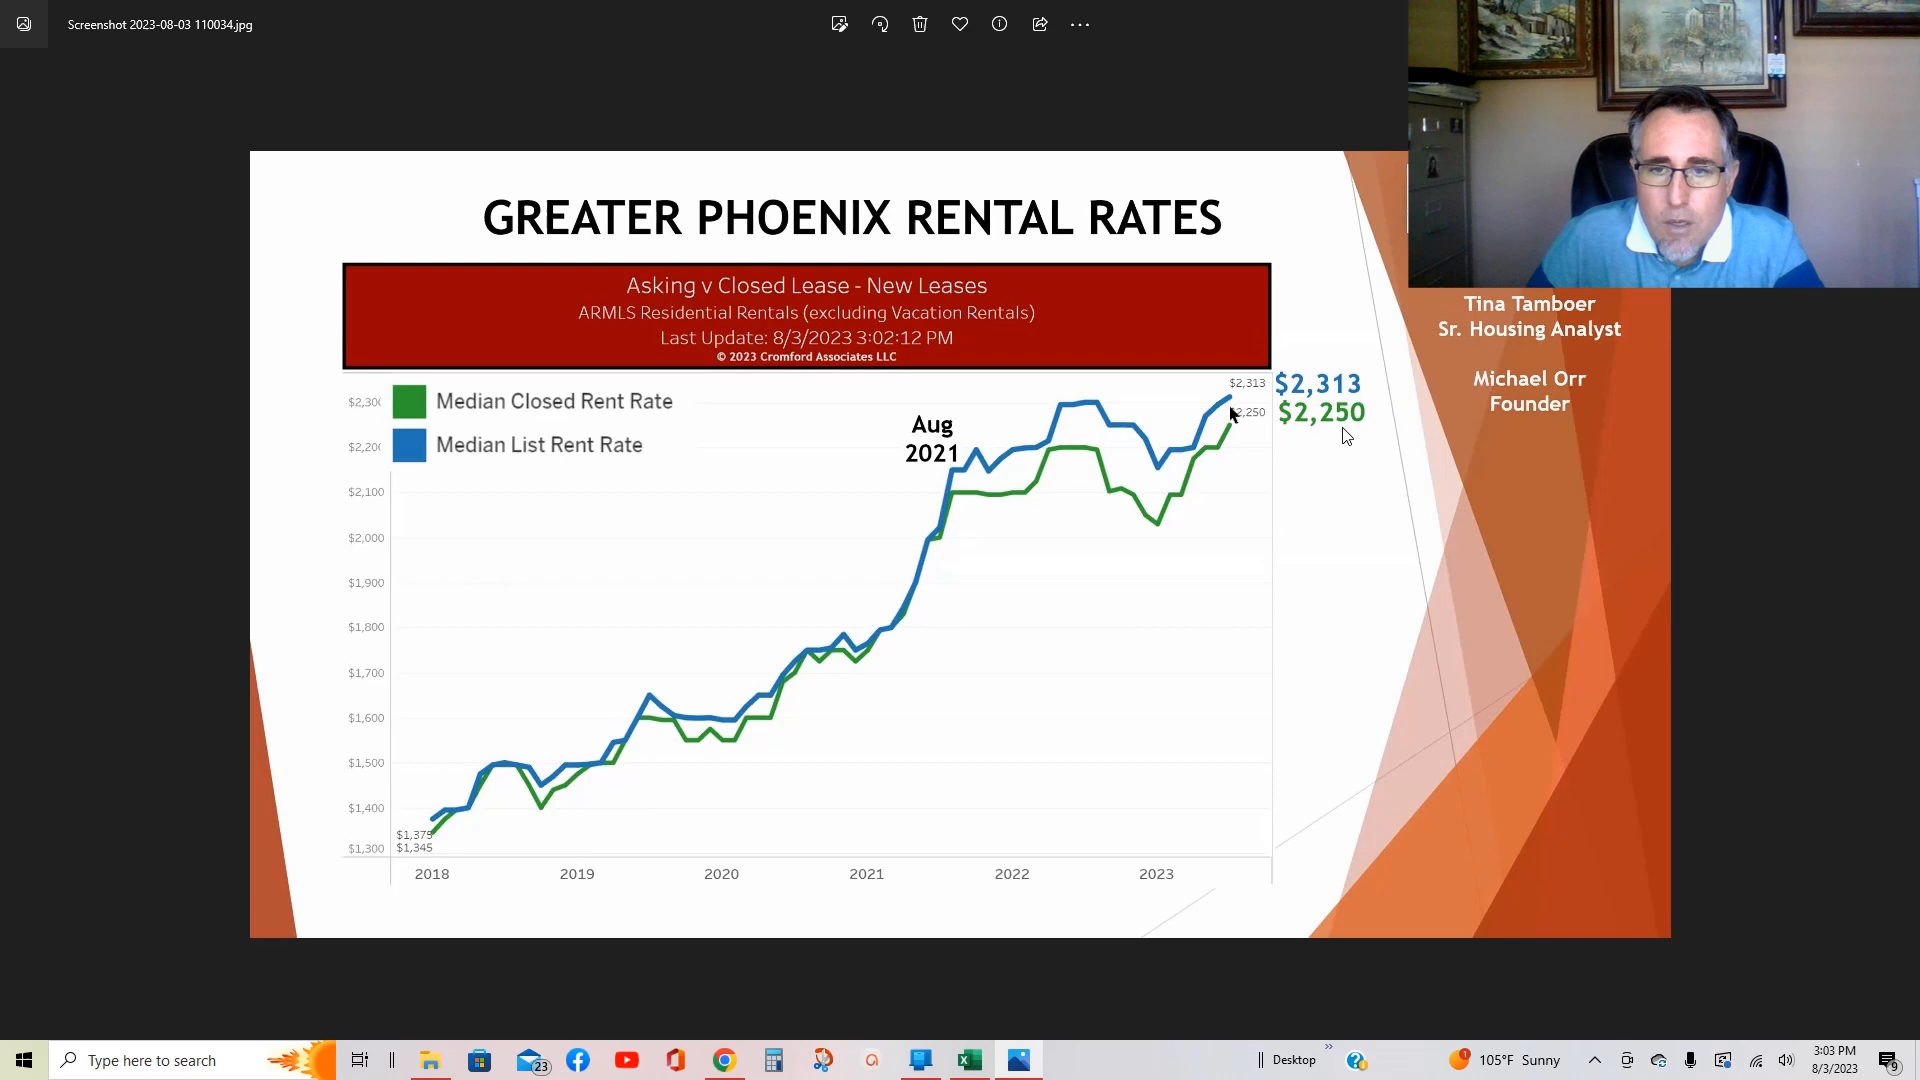 Screenshot 2023-08-03 110034.jpg
GREATER PHOENIX RENTAL RATES
Asking v Closed Lease - New Leases
ARMLS Residential Rentals (excluding Vacation Rentals)
Last Update: 8/3/2023 3:02:12 PM
© 2023 Cromford Associates LLC
Tina Tamboer
Sr. Housing Analyst
Michael Orr
Founder
Median Closed Rent Rate
Median List Rent Rate
Aug
2021
$2,313
$2,313
$2,250
$2,100
$2,000
$1,900
$1,800
$1,700
$1,600
$1,500
$1,400
$1,300
$1,375
$1,345
2018 2019 2020 2021 2022 2023
Type here to search
23
Desktop
1
105°F Sunny
3:03 PM
8/3/2023
9